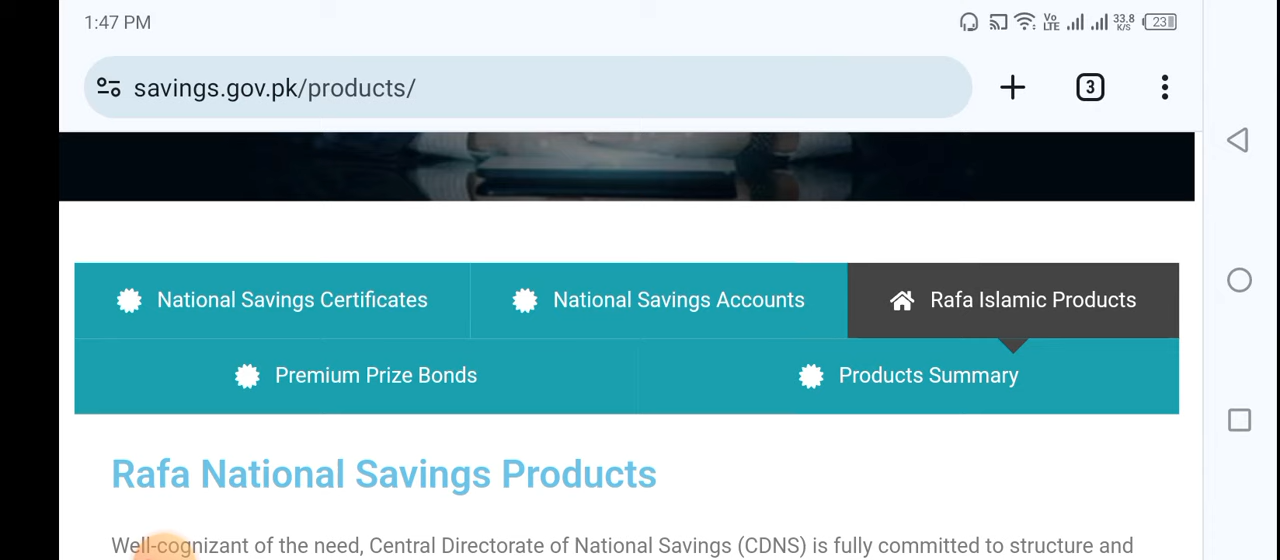 1:47 PM
Vo LTE 33.8 K/S 23
savings.gov.pk/products/
3
National Savings Certificates
National Savings Accounts
Rafa Islamic Products
Premium Prize Bonds
Products Summary
Rafa National Savings Products
Well-cognizant of the need, Central Directorate of National Savings (CDNS) is fully committed to structure and